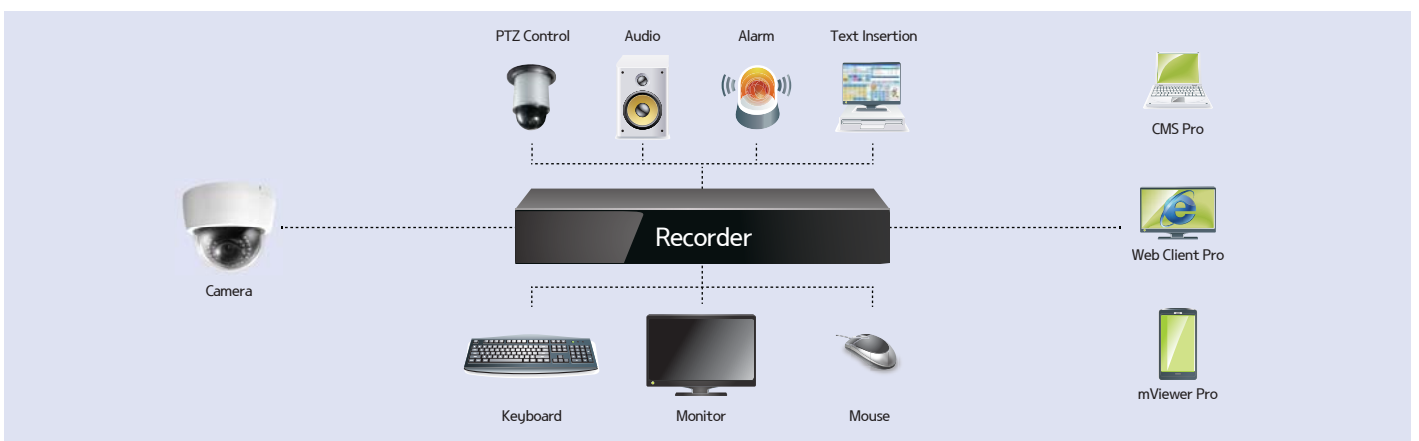 PTZ Control
Audio
Alarm
Text Insertion
CMS Pro
Recorder
Web Client Pro
Camera
Keyboard
Monitor
Mouse
mViewer Pro